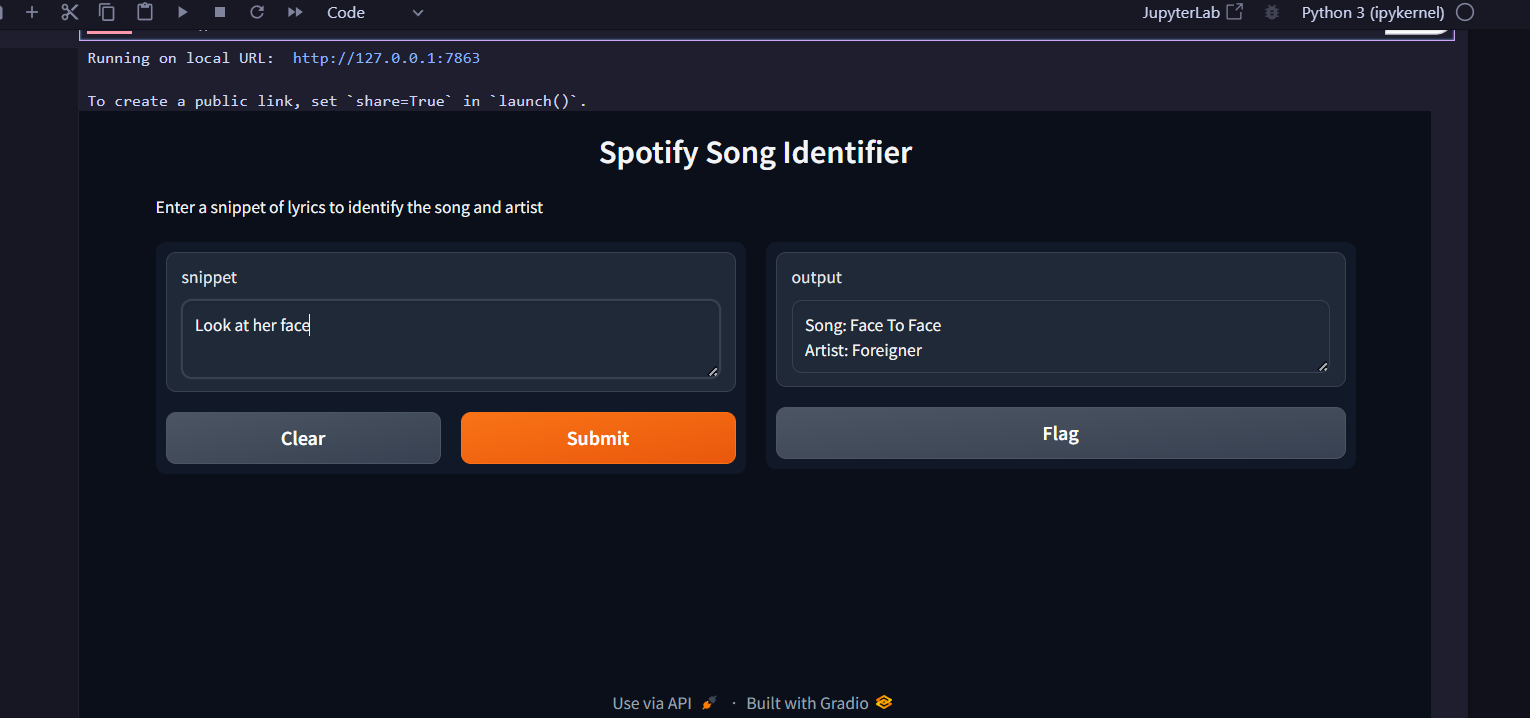 Code
JupyterLab
Python 3 (ipykernel)
Running on local URL: http://127.0.0.1:7863
To create a public link, set `share=True` in `launch()`.
Spotify Song Identifier
Enter a snippet of lyrics to identify the song and artist
snippet
Look at her face
Clear
Submit
output
Song: Face To Face
Artist: Foreigner
Flag
Use via API · Built with Gradio